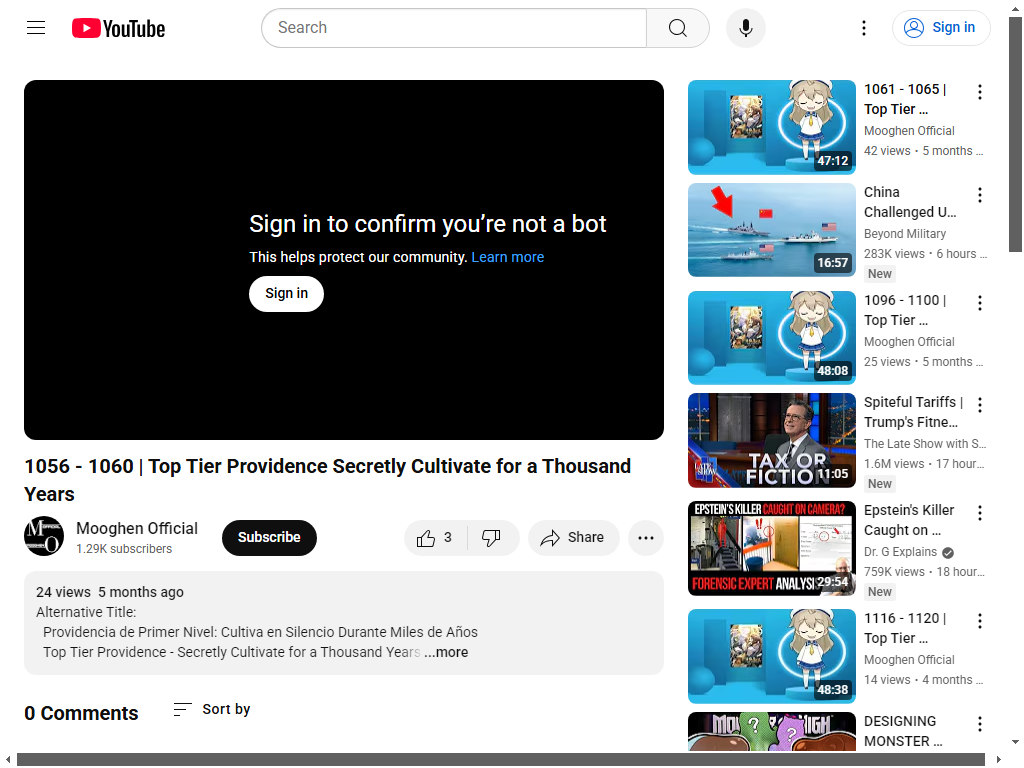 YouTube
Search
Sign in
Sign in to confirm you’re not a bot
This helps protect our community. Learn more
Sign in
1056 - 1060 | Top Tier Providence Secretly Cultivate for a Thousand
Years
Mooghen Official
1.29K subscribers
Subscribe
3
Share
24 views 5 months ago
Alternative Title:
Providencia de Primer Nivel: Cultiva en Silencio Durante Miles de Años
Top Tier Providence - Secretly Cultivate for a Thousand Years ...more
0 Comments
Sort by
47:12
1061 - 1065 |
Top Tier …
Mooghen Official
42 views • 5 months …
16:57
China
Challenged U…
Beyond Military
283K views • 6 hours …
New
48:08
1096 - 1100 |
Top Tier …
Mooghen Official
25 views • 5 months …
TAX OR
FICTION
11:05
Spiteful Tariffs |
Trump's Fitne…
The Late Show with S…
1.6M views • 17 hour…
New
EPSTEIN'S KILLER CAUGHT ON CAMERA?
FORENSIC EXPERT ANALYSI
29:54
Epstein's Killer
Caught on …
Dr. G Explains
759K views • 18 hour…
New
48:38
1116 - 1120 |
Top Tier …
Mooghen Official
14 views • 4 months …
DESIGNING
MONSTER …